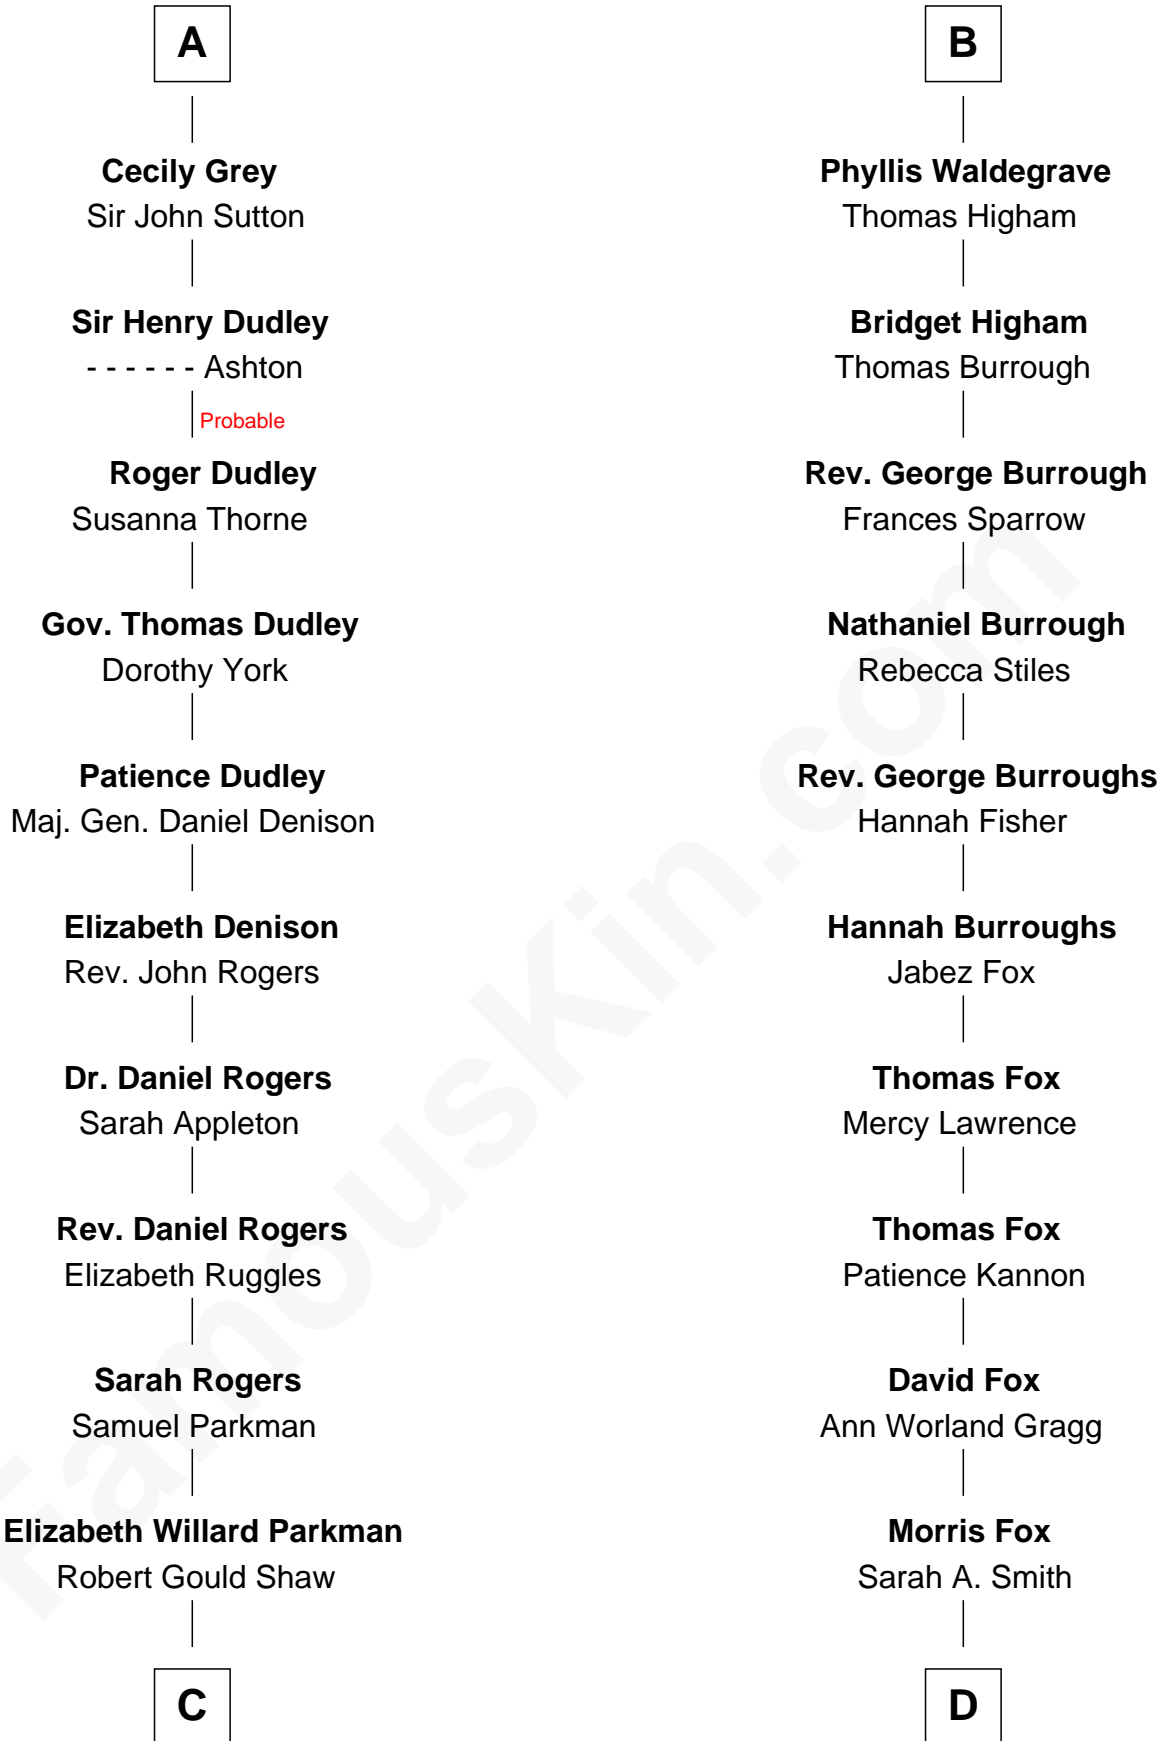 A
Cecily Grey
Sir John Sutton
Sir Henry Dudley
- - - - - - Ashton
Probable
Roger Dudley
Susanna Thorne
Gov. Thomas Dudley
Dorothy York
Patience Dudley
Maj. Gen. Daniel Denison
Elizabeth Denison
Rev. John Rogers
Dr. Daniel Rogers
Sarah Appleton
Rev. Daniel Rogers
Elizabeth Ruggles
Sarah Rogers
Samuel Parkman
Elizabeth Willard Parkman
Robert Gould Shaw
C
B
Phyllis Waldegrave
Thomas Higham
Bridget Higham
Thomas Burrough
Rev. George Burrough
Frances Sparrow
Nathaniel Burrough
Rebecca Stiles
Rev. George Burroughs
Hannah Fisher
Hannah Burroughs
Jabez Fox
Thomas Fox
Mercy Lawrence
Thomas Fox
Patience Kannon
David Fox
Ann Worland Gragg
Morris Fox
Sarah A. Smith
D
FamousKin.com